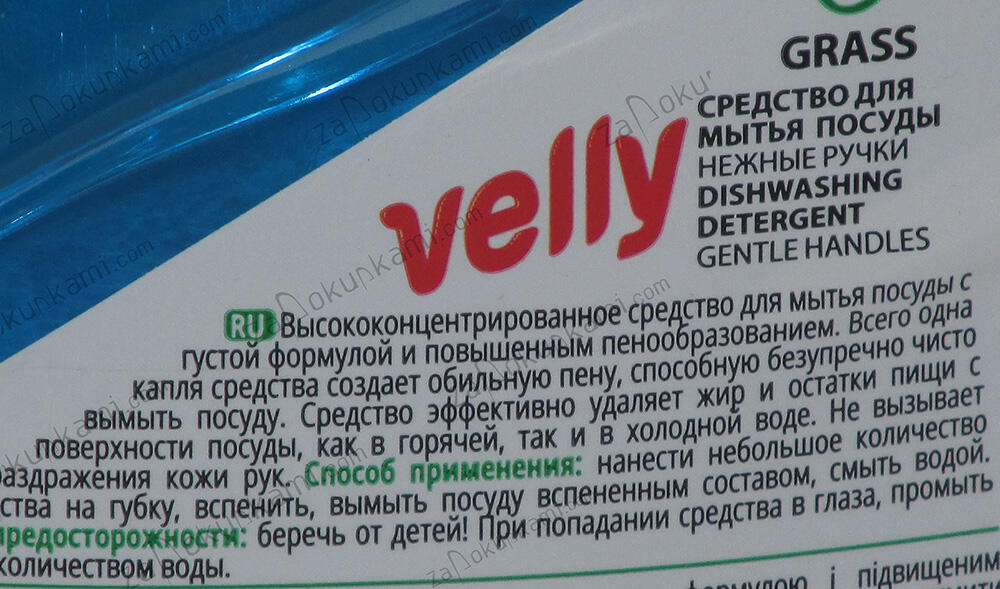 GRASS
СРЕДСТВО ДЛЯ
МЫТЬЯ ПОСУДЫ
НЕЖНЫЕ РУЧКИ
DISHWASHING
DETERGENT
GENTLE HANDLES
velly
RU Высококонцентрированное средство для мытья посуды с
густой формулой и повышенным пенообразованием. Всего одна
капля средства создает обильную пену, способную безупречно чисто
вымыть посуду. Средство эффективно удаляет жир и остатки пищи с
поверхности посуды, как в горячей, так и в холодной воде. Не вызывает
раздражения кожи рук. Способ применения: нанести небольшое количество
ства на губку, вспенить, вымыть посуду вспененным составом, смыть водой.
предосторожности: беречь от детей! При попадании средства в глаза, промыть
количеством воды.
формулою і підвищеним
zaPokupkami.com